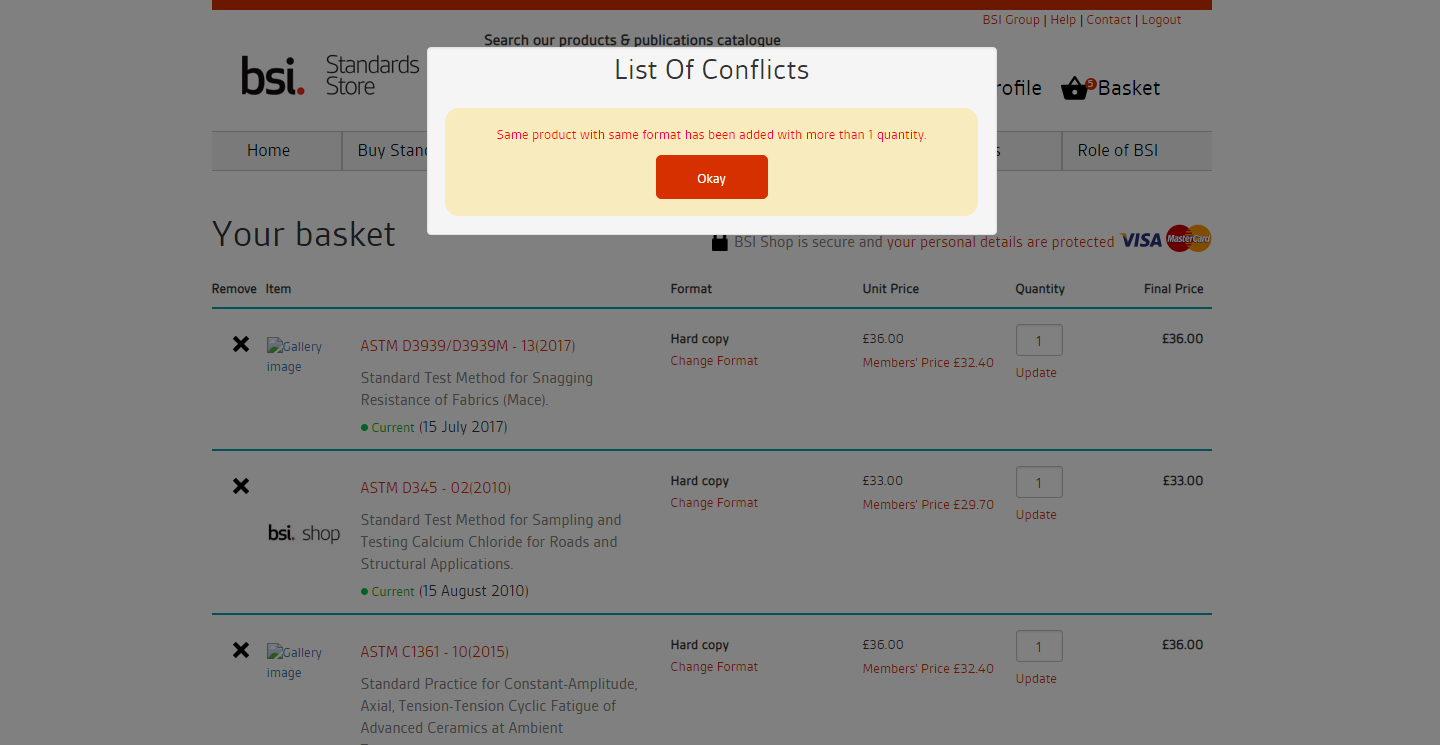 BSI Group | Help | Contact | Logout
Search our products & publications catalogue
bsi. Standards Store
List Of Conflicts
Same product with same format has been added with more than 1 quantity.
Okay
5 Basket
Home
Role of BSI
Your basket
BSI Shop is secure and your personal details are protected VISA MasterCard
Remove Item Format Unit Price Quantity Final Price
Gallery image
ASTM D3939/D3939M - 13(2017)
Standard Test Method for Snagging
Resistance of Fabrics (Mace).
Current (15 July 2017)
Hard copy
Change Format
£36.00
Members' Price £32.40
1
Update
£36.00
bsi. shop
ASTM D345 - 02(2010)
Standard Test Method for Sampling and
Testing Calcium Chloride for Roads and
Structural Applications.
Current (15 August 2010)
Hard copy
Change Format
£33.00
Members' Price £29.70
1
Update
£33.00
Gallery image
ASTM C1361 - 10(2015)
Standard Practice for Constant-Amplitude,
Axial, Tension-Tension Cyclic Fatigue of
Advanced Ceramics at Ambient
Hard copy
Change Format
£36.00
Members' Price £32.40
1
Update
£36.00